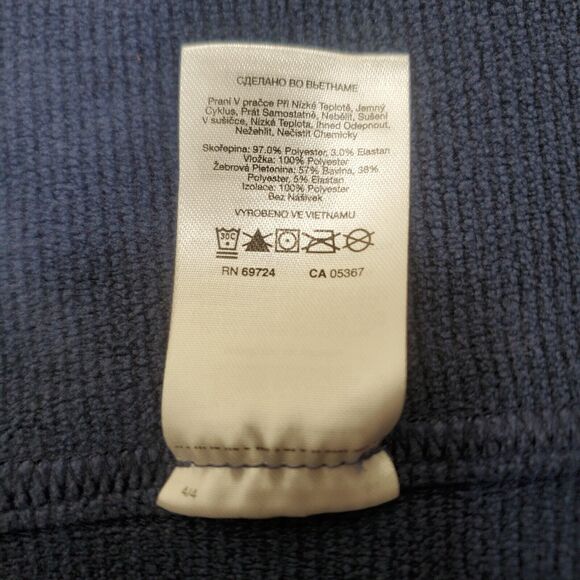 СДЕЛАНО ВО ВЬЕТНАМЕ
Praní V pračce Při Nízké Teplotě, Jemný
Cyklus, Prát Samostatně, Nebělit, Sušení
V sušičce, Nízká Teplota, Ihned Odepnout,
Nežehlit, Nečistit Chemicky
Skořepina: 97.0% Polyester, 3.0% Elastan
Vložka: 100% Polyester
Žebrová Pletenina: 57% Bavlna, 38%
Polyester, 5% Elastan
Izolace: 100% Polyester
Bez Nášivek
VYROBENO VE VIETNAMU
30C
RN 69724 CA 05367
4/4